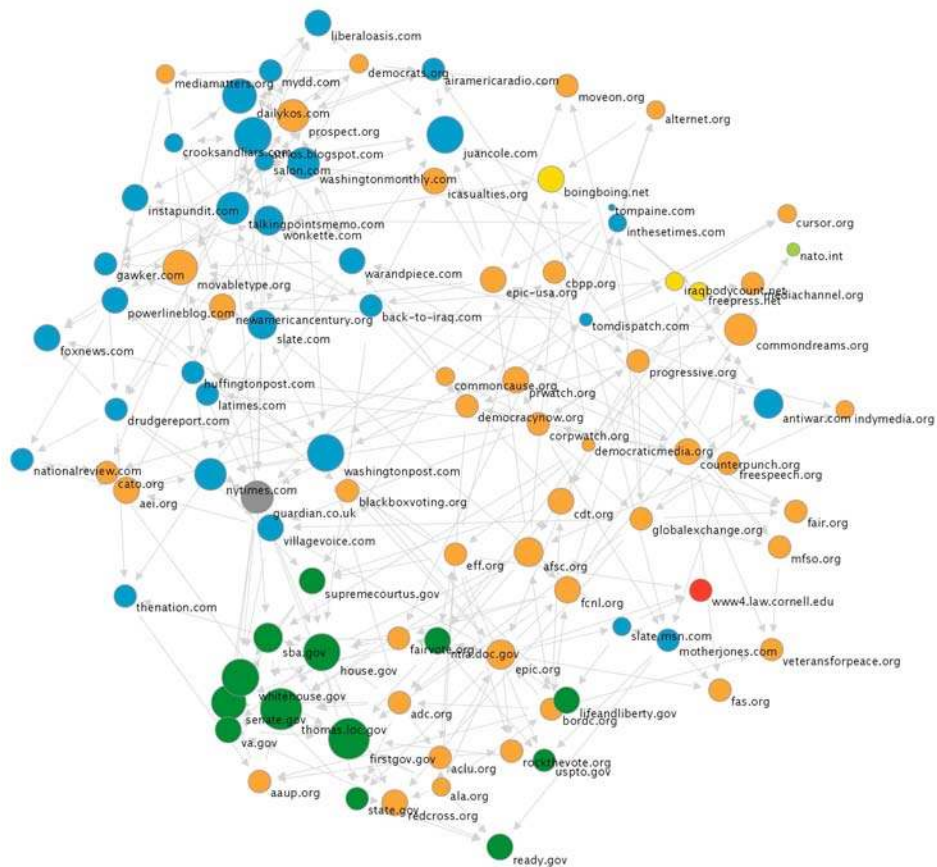 liberaloasis.com
democrats.org
mediamatters.org
mydd.com
airamericaradio.com
moveon.org
dailykos.com
alternet.org
prospect.org
crooksandliars.com
atrios.blogspot.com
juancole.com
salon.com
washingtonmonthly.com
icasualties.org
boingboing.net
instapundit.com
tompaine.com
talkingpointsmemo.com
cursor.org
inthesetimes.com
wonkette.com
nato.int
gawker.com
warandpiece.com
cbpp.org
movabletype.org
epic-usa.org
iraqbodycount.net
mediachannel.org
freepress.net
powerlineblog.com
newamericancentury.org
back-to-iraq.com
tomdispatch.com
slate.com
commondreams.org
foxnews.com
progressive.org
huffingtonpost.com
commoncause.org
prwatch.org
latimes.com
drudgereport.com
democracynow.org
antiwar.com
indymedia.org
corpwatch.org
democraticmedia.org
nationalreview.com
washingtonpost.com
counterpunch.org
freespeech.org
cato.org
nytimes.com
aei.org
blackboxvoting.org
guardian.co.uk
cdt.org
fair.org
globalexchange.org
villagevoice.com
mfso.org
eff.org
afsc.org
supremecourtus.gov
thenation.com
fcnl.org
www4.law.cornell.edu
slate.msn.com
sba.gov
fairvote.org
ntia.doc.gov
motherjones.com
house.gov
epic.org
veteransforpeace.org
whitehouse.gov
fas.org
adc.org
lifeandliberty.gov
senate.gov
bordc.org
thomas.loc.gov
va.gov
firstgov.gov
rockthevote.org
aclu.org
uspto.gov
aaup.org
ala.org
state.gov
redcross.org
ready.gov